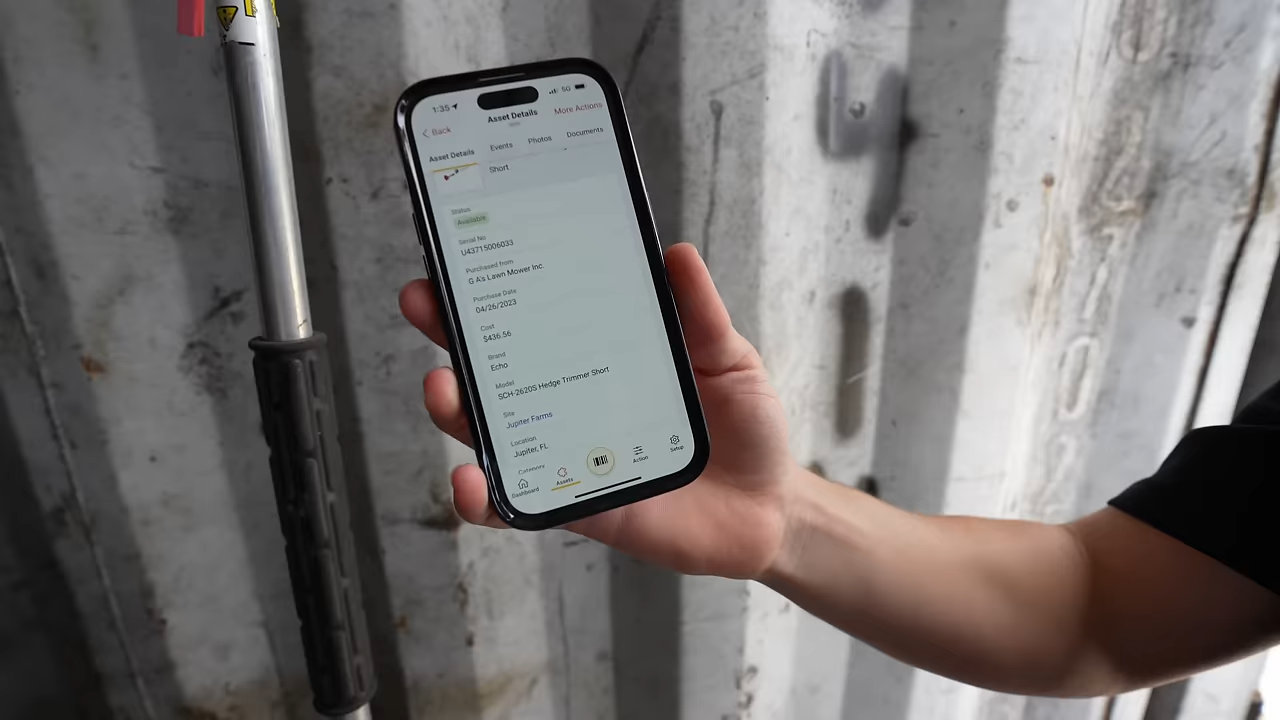 1:35 5G
Back Asset Details More Actions
Asset Details Events Photos Documents
Short
Status
Available
Serial No
U43715006033
Purchased from
G A's Lawn Mower Inc.
Purchase Date
04/26/2023
Cost
$436.56
Brand
Echo
Model
SCH-2620S Hedge Trimmer Short
Site
Jupiter Farms
Location
Jupiter, FL
Category
Dashboard Assets Action Setup